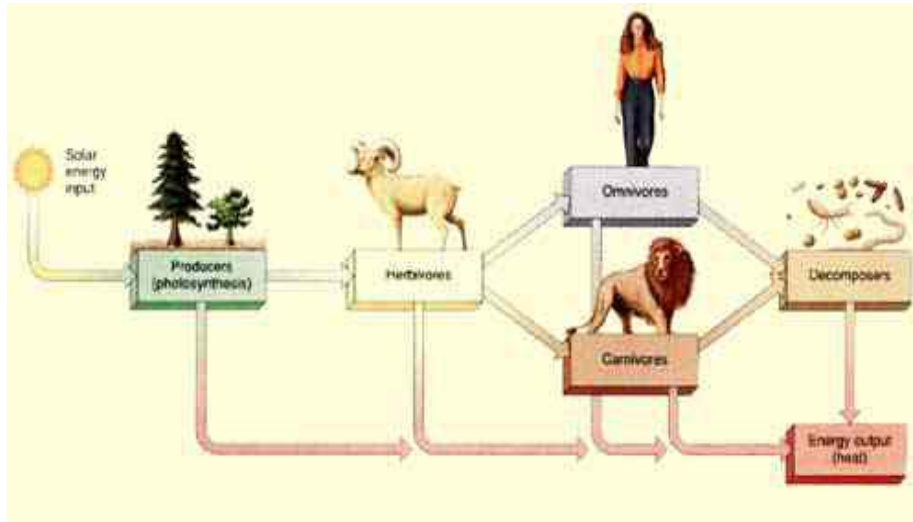 Solar
energy
input
Omnivores
Producers
(photosynthesis)
Herbivores
Decomposers
Carnivores
Energy output
(heat)